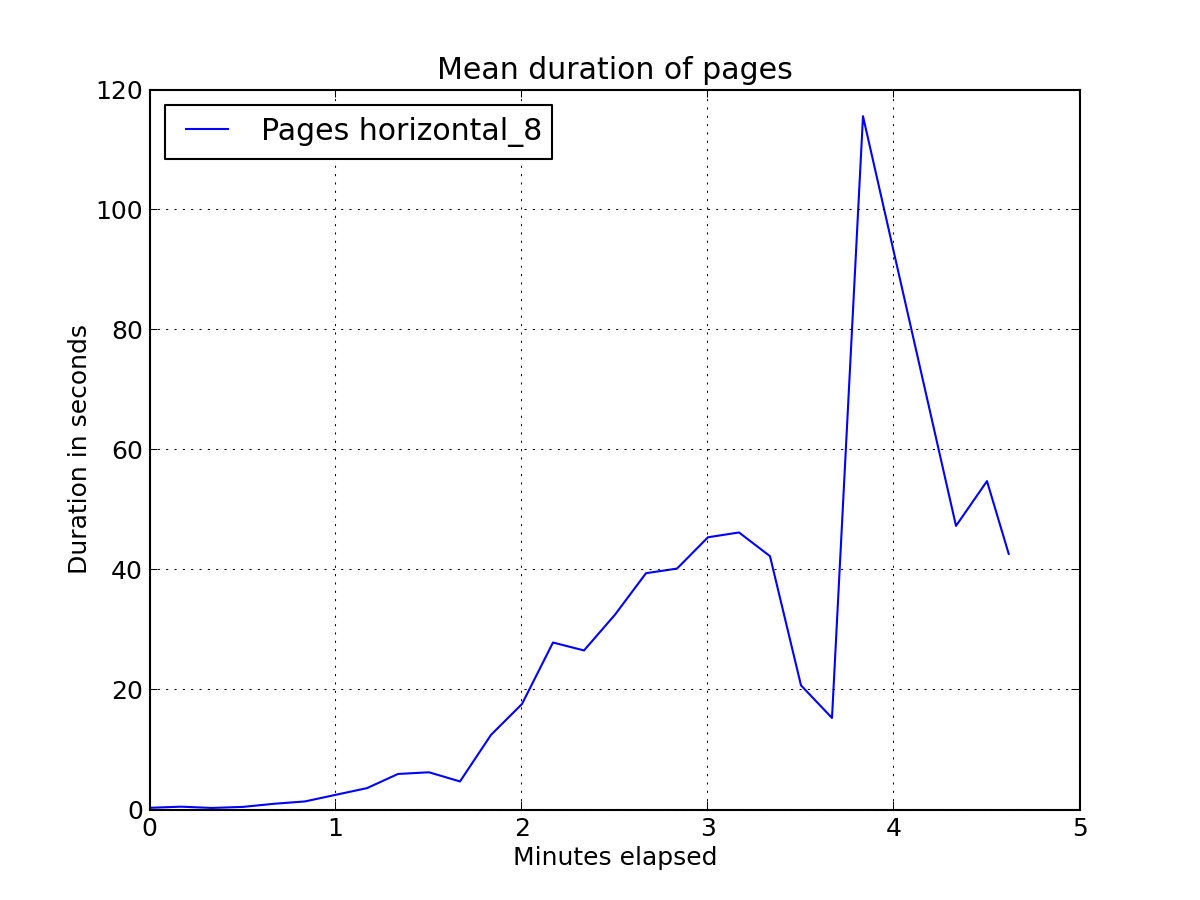 Mean duration of pages
Pages horizontal_8
120
100
80
60
40
20
0
Duration in seconds
0 1 2 3 4 5
Minutes elapsed